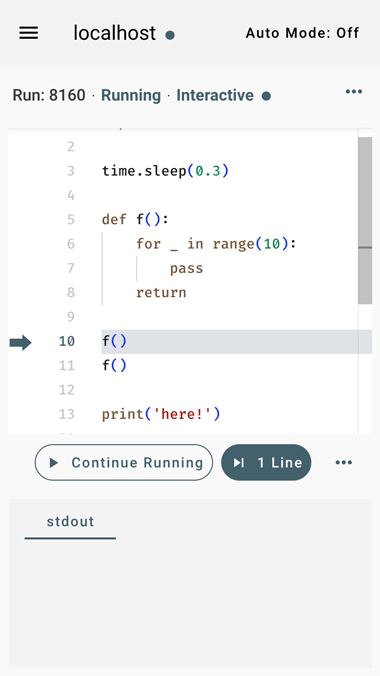 localhost
Auto Mode: Off
Run: 8160 · Running · Interactive
2
3 time.sleep(0.3)
4
5 def f():
6 for _ in range(10):
7 pass
8 return
9
10 f()
11 f()
12
13 print('here!')
Continue Running
1 Line
stdout